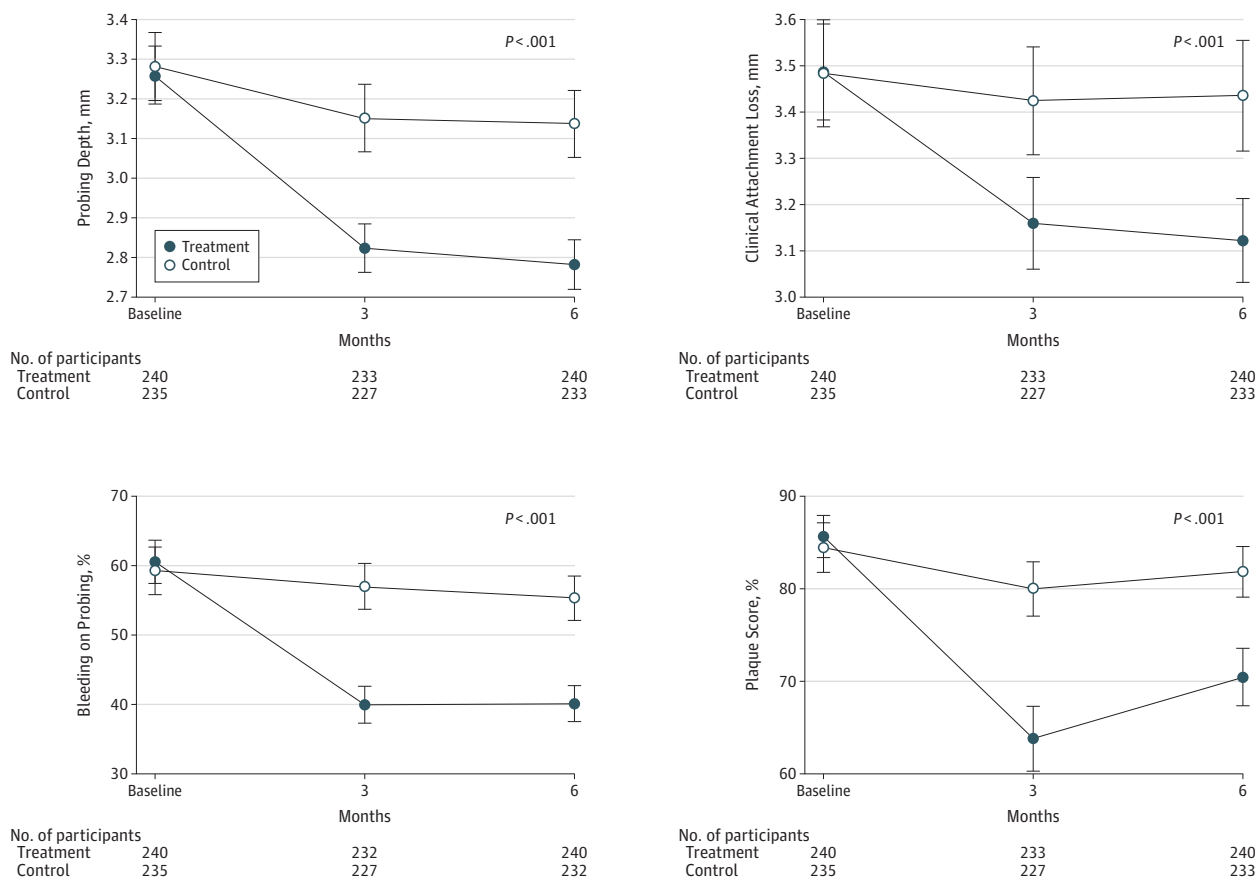 3.4
3.3
3.2
3.1
3.0
2.9
2.8
2.7
Probing Depth, mm
P<.001
Treatment
Control
Baseline 3 6
Months
No. of participants
Treatment 240 233 240
Control 235 227 233
3.6
3.5
3.4
3.3
3.2
3.1
3.0
Clinical Attachment Loss, mm
P<.001
Baseline 3 6
Months
No. of participants
Treatment 240 233 240
Control 235 227 233
70
60
50
40
30
Bleeding on Probing, %
P<.001
Baseline 3 6
Months
No. of participants
Treatment 240 232 240
Control 235 227 232
90
80
70
60
Plaque Score, %
P<.001
Baseline 3 6
Months
No. of participants
Treatment 240 233 240
Control 235 227 233